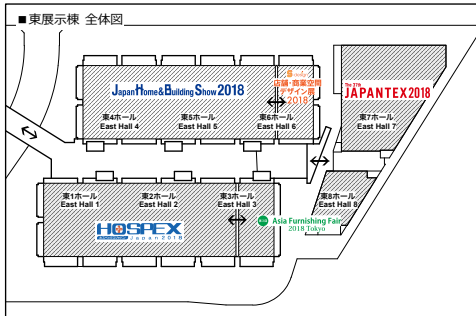 ■東展示棟 全体図
Japan Home & Building Show 2018
店舗・商業空間
デザイン展
2018
The 37th
JAPANTEX2018
東4ホール
East Hall 4
東5ホール
East Hall 5
東6ホール
East Hall 6
東7ホール
East Hall 7
東1ホール
East Hall 1
東2ホール
East Hall 2
東3ホール
East Hall 3
東8ホール
East Hall 8
HOSPEX
Japan 2018
Asia Furnishing Fair
2018 Tokyo